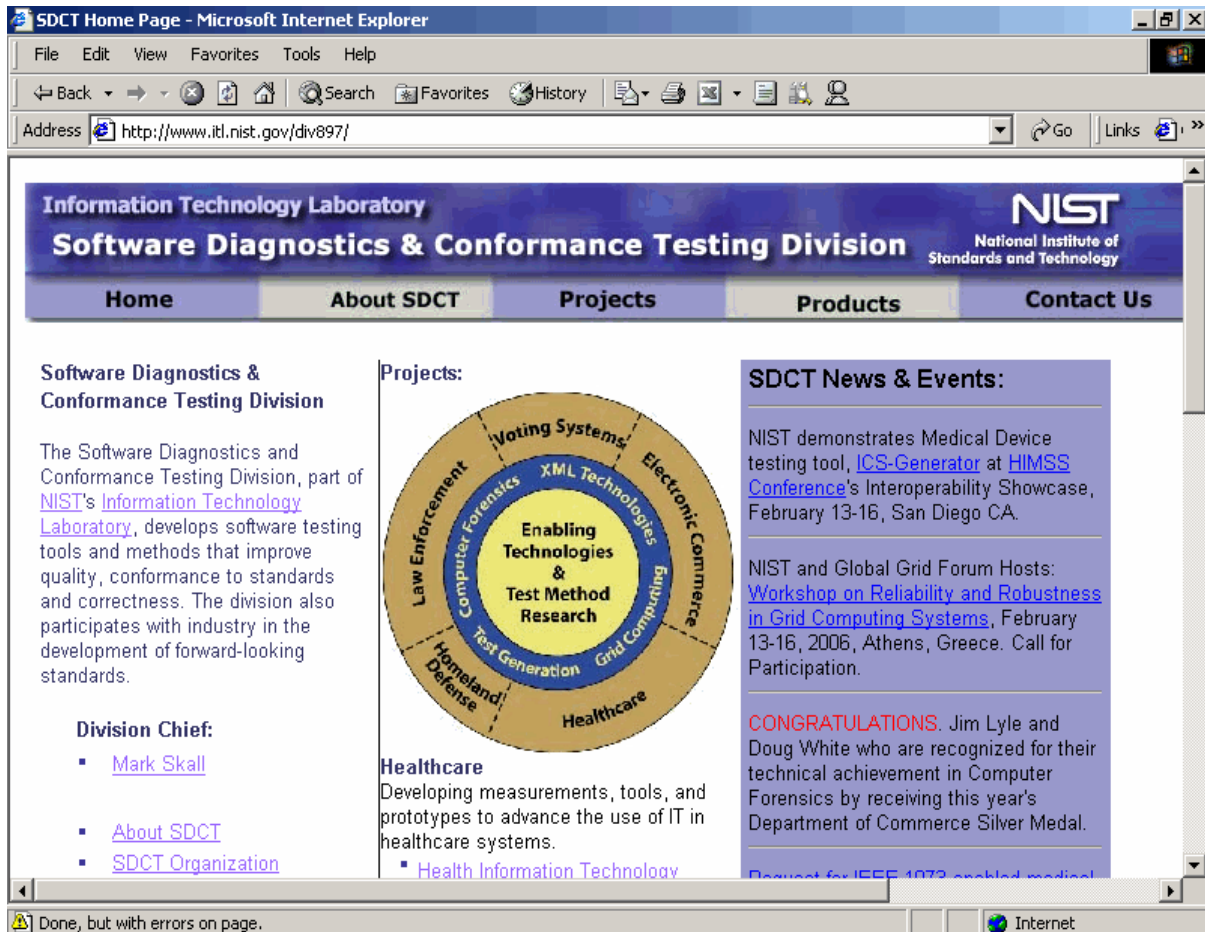 SDCT Home Page - Microsoft Internet Explorer
File Edit View Favorites Tools Help
Back Search Favorites History
Address http://www.itl.nist.gov/div897/ Go Links »
Information Technology Laboratory
Software Diagnostics & Conformance Testing Division
NIST
National Institute of
Standards and Technology
Home About SDCT Projects Products Contact Us
Software Diagnostics &
Conformance Testing Division
The Software Diagnostics and
Conformance Testing Division, part of
NIST's Information Technology
Laboratory, develops software testing
tools and methods that improve
quality, conformance to standards
and correctness. The division also
participates with industry in the
development of forward-looking
standards.
Division Chief:
Mark Skall
About SDCT
SDCT Organization
Projects:
Voting Systems
Electronic Commerce
Healthcare
Homeland
Defense
Law Enforcement
XML Technologies
Grid Computing
Test Generation
Computer Forensics
Enabling
Technologies
&
Test Method
Research
Healthcare
Developing measurements, tools, and
prototypes to advance the use of IT in
healthcare systems.
Health Information Technology
SDCT News & Events:
NIST demonstrates Medical Device
testing tool, ICS-Generator at HIMSS
Conference's Interoperability Showcase,
February 13-16, San Diego CA.
NIST and Global Grid Forum Hosts:
Workshop on Reliability and Robustness
in Grid Computing Systems, February
13-16, 2006, Athens, Greece. Call for
Participation.
CONGRATULATIONS. Jim Lyle and
Doug White who are recognized for their
technical achievement in Computer
Forensics by receiving this year's
Department of Commerce Silver Medal.
Request for IEEE 1073 enabled medical
Done, but with errors on page. Internet